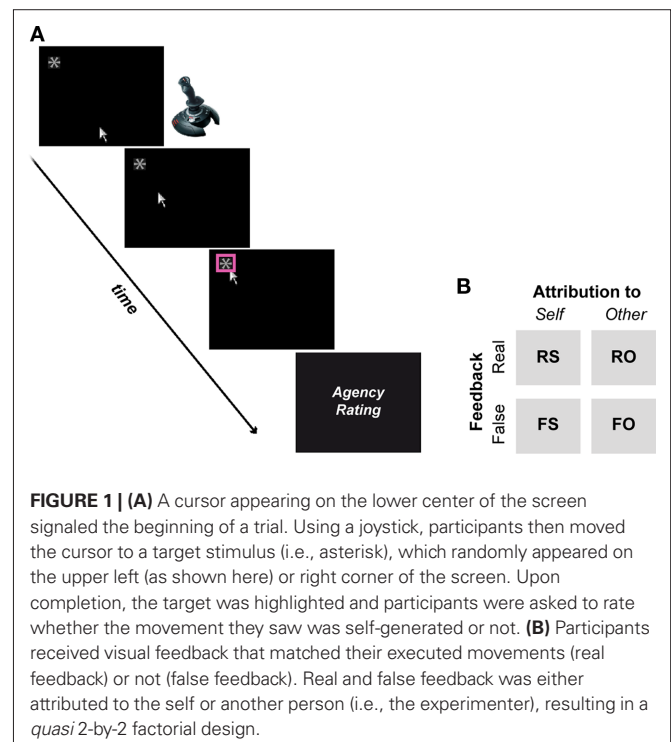 A
time
Agency
Rating
B
Attribution to
Self Other
Feedback
Real
RS RO
False
FS FO
FIGURE 1 | (A) A cursor appearing on the lower center of the screen
signaled the beginning of a trial. Using a joystick, participants then moved
the cursor to a target stimulus (i.e., asterisk), which randomly appeared on
the upper left (as shown here) or right corner of the screen. Upon
completion, the target was highlighted and participants were asked to rate
whether the movement they saw was self-generated or not. (B) Participants
received visual feedback that matched their executed movements (real
feedback) or not (false feedback). Real and false feedback was either
attributed to the self or another person (i.e., the experimenter), resulting in a
quasi 2-by-2 factorial design.